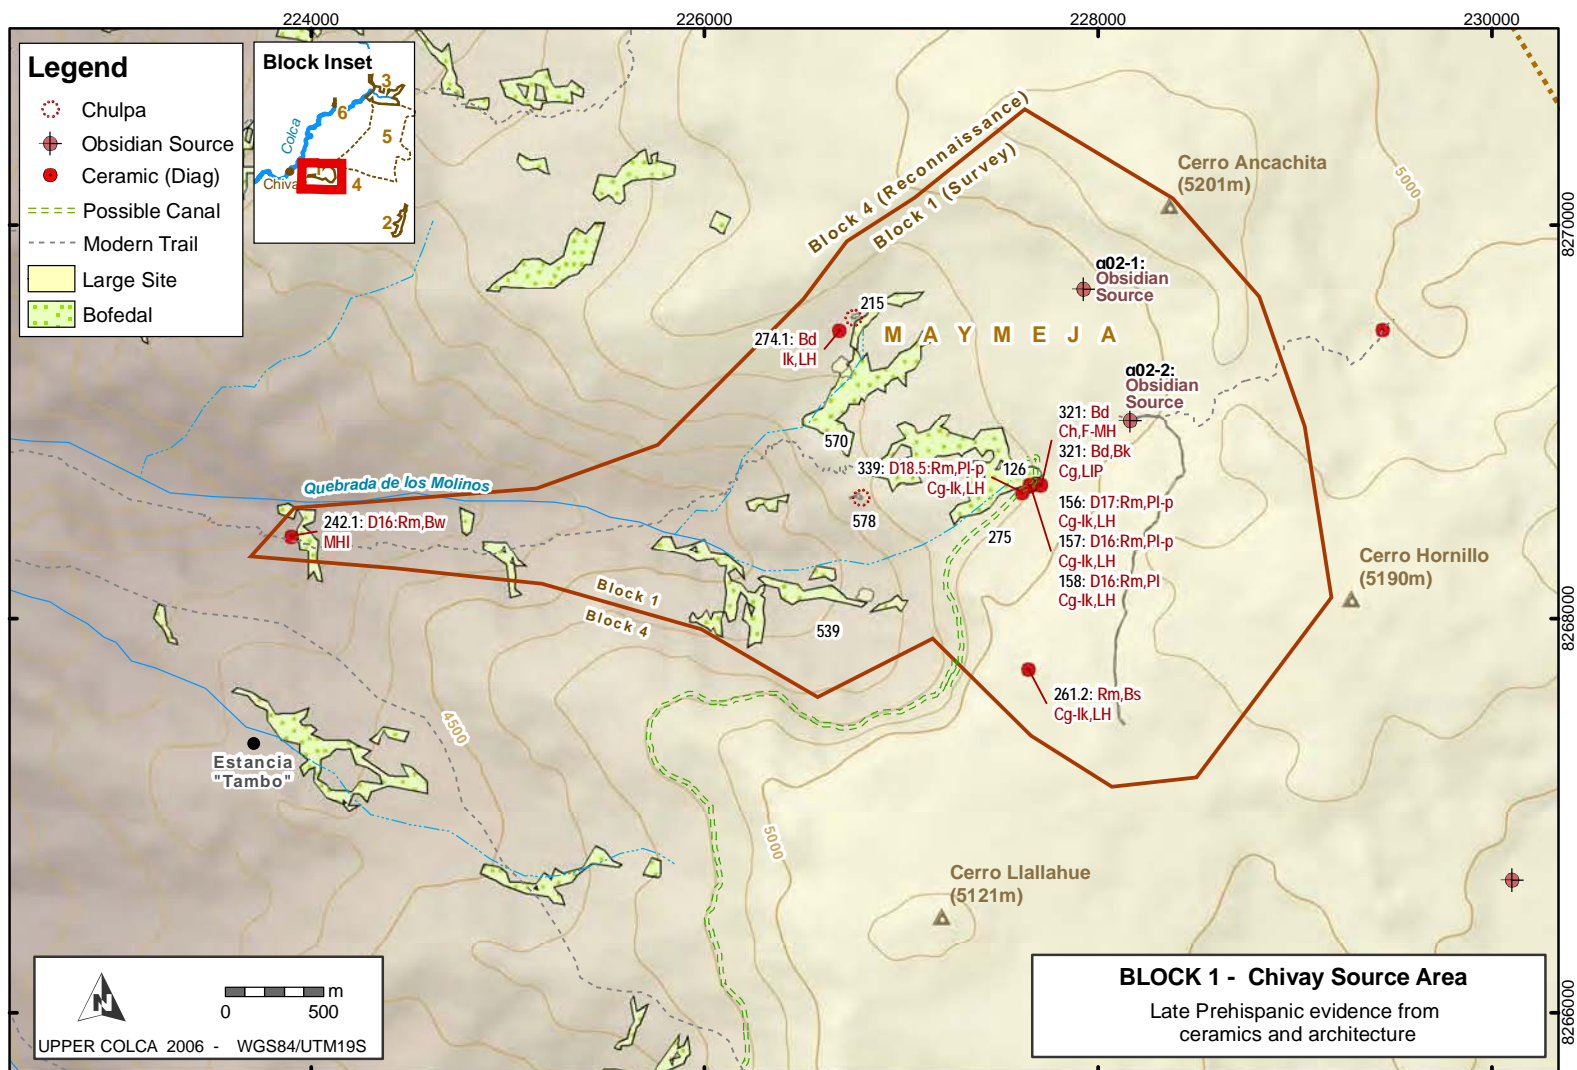 224000
226000
228000
230000
Legend
Chulpa
Obsidian Source
Ceramic (Diag)
Possible Canal
Modern Trail
Large Site
Bofedal
Block Inset
3
6
5
Colca
1
Chiva
4
2
Block 4 (Reconnaissance)
Block 1 (Survey)
Cerro Ancachita
(5201m)
5000
8270000
α02-1:
Obsidian
Source
215
274.1: Bd
Ik,LH
MAYMEJA
α02-2:
Obsidian
Source
321: Bd
Ch,F-MH
321: Bd,Bk
Cg,LIP
570
339: D18.5:Rm,Pl-p
Cg-Ik,LH
126
Quebrada de los Molinos
242.1: D16:Rm,Bw
MHI
578
275
156: D17:Rm,Pl-p
Cg-Ik,LH
157: D16:Rm,Pl-p
Cg-Ik,LH
158: D16:Rm,Pl
Cg-Ik,LH
Cerro Hornillo
(5190m)
Block 1
Block 4
539
8268000
261.2: Rm,Bs
Cg-Ik,LH
4500
Estancia
"Tambo"
5000
Cerro Llallahue
(5121m)
N
m
0
500
UPPER COLCA 2006 - WGS84/UTM19S
BLOCK 1 - Chivay Source Area
Late Prehispanic evidence from
ceramics and architecture
8266000